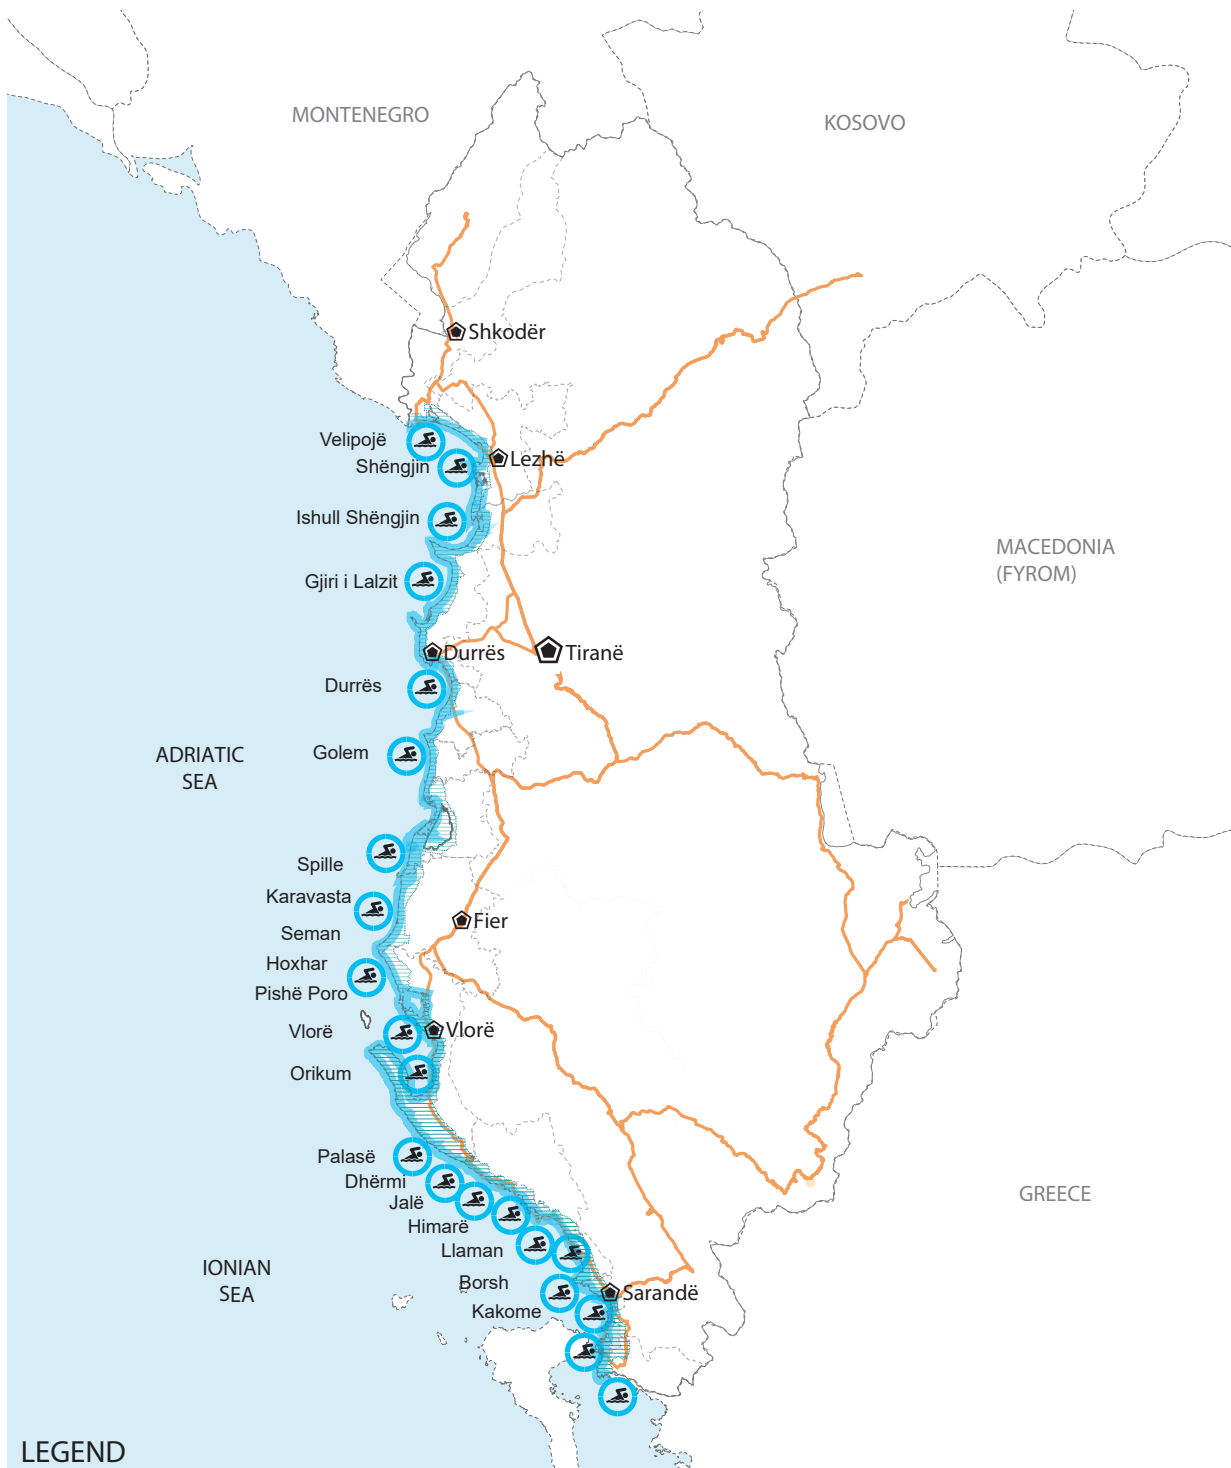 MONTENEGRO
KOSOVO
Shkodër
Velipojë
Lezhë
Shëngjin
Ishull Shëngjin
MACEDONIA
(FYROM)
Gjiri i Lalzit
Durrës
Tiranë
Durrës
Golem
ADRIATIC
SEA
Spille
Karavasta
Fier
Seman
Hoxhar
Pishë Poro
Vlorë
Vlorë
Orikum
Palasë
Dhërmi
Jalë
GREECE
Himarë
Llaman
IONIAN
SEA
Borsh
Sarandë
Kakome
LEGEND